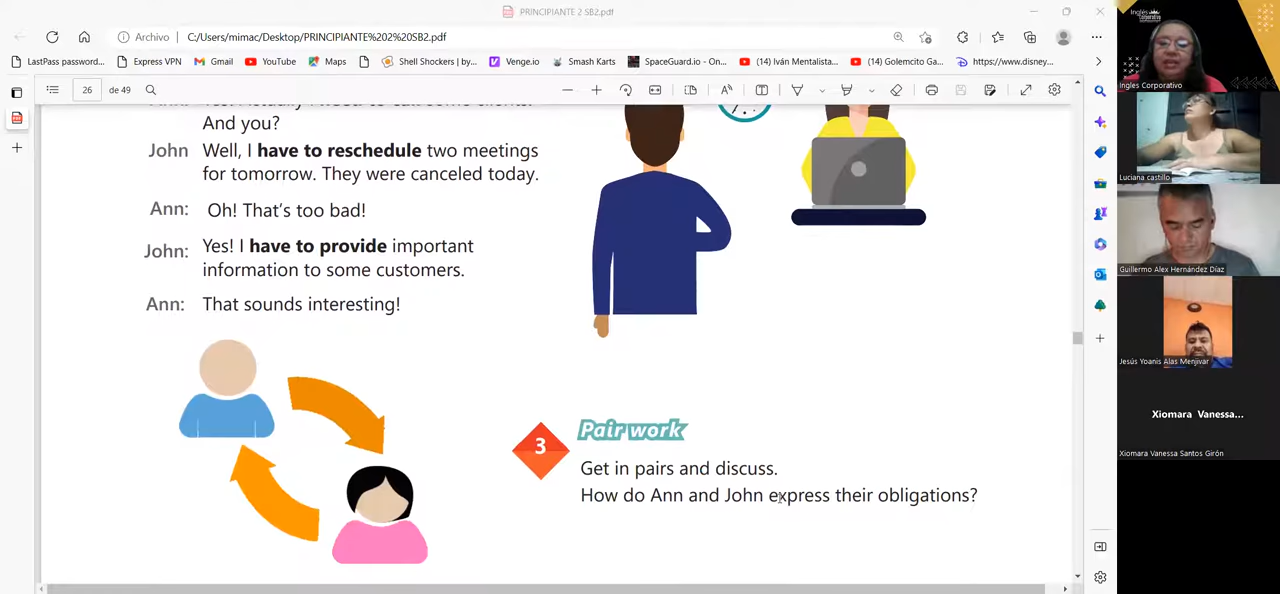 PRINCIPIANTE 2 SB2.pdf
Archivo C:/Users/mimac/Desktop/PRINCIPIANTE%202%20SB2.pdf
LastPass password... Express VPN Gmail YouTube Maps Shell Shockers | by... Venge.io Smash Karts SpaceGuard.io - On... (14) Iván Mentalista... (14) Golemcito Ga... https://www.disney...
26 de 49
And you?
John Well, I have to reschedule two meetings
for tomorrow. They were canceled today.
Ann: Oh! That's too bad!
John: Yes! I have to provide important
information to some customers.
Ann: That sounds interesting!
3 Pair work
Get in pairs and discuss.
How do Ann and John express their obligations?
Inglés
Corporativo
Ingles Corporativo
Luciana castillo
Guillermo Alex Hernández Díaz
Jesús Yoanis Alas Menjivar
Xiomara Vanessa...
Xiomara Vanessa Santos Girón